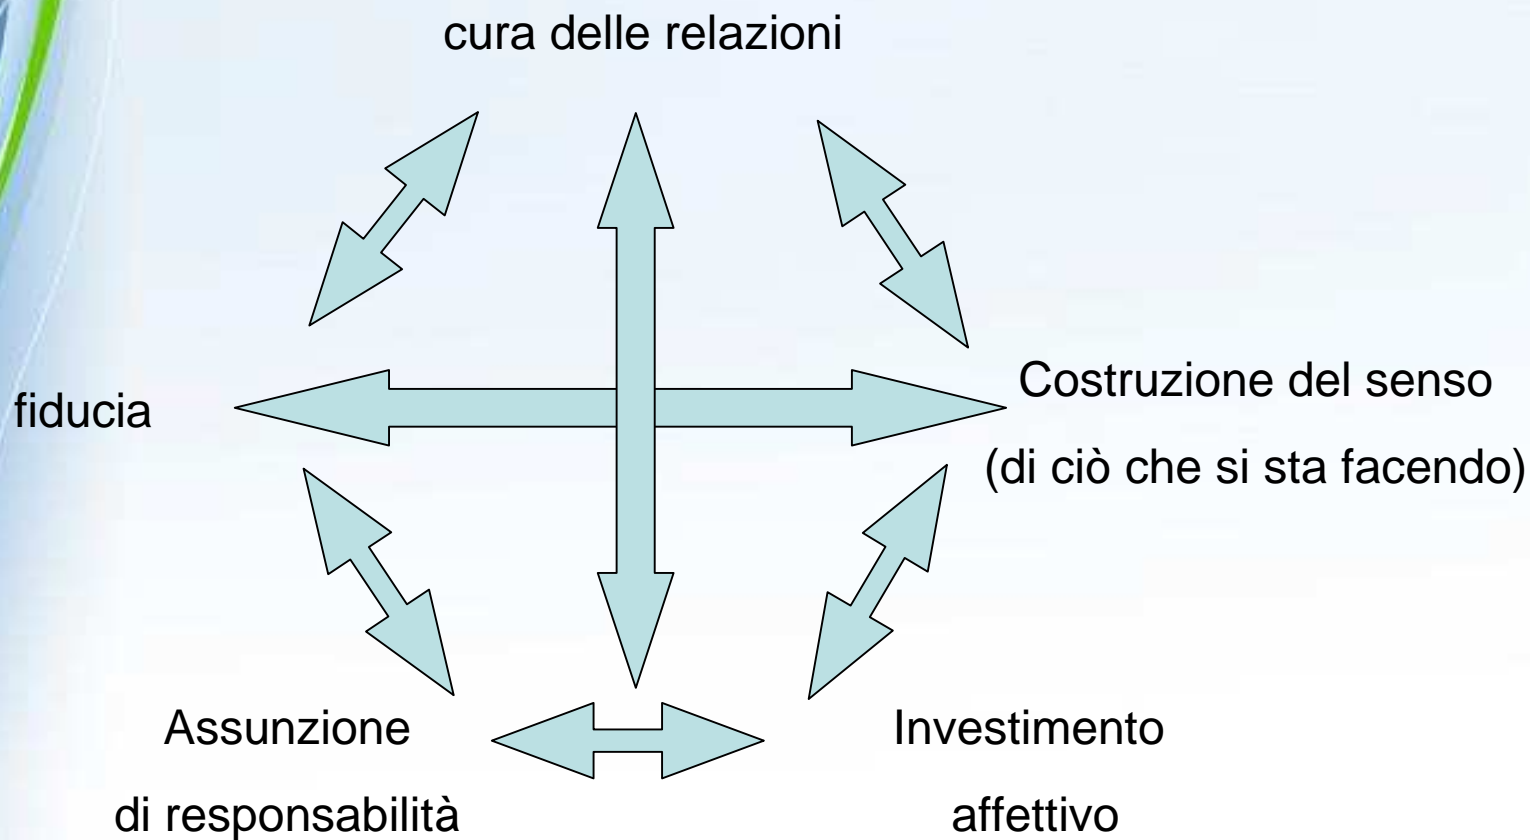 cura delle relazioni
fiducia
Costruzione del senso
(di ciò che si sta facendo)
Assunzione
di responsabilità
Investimento
affettivo